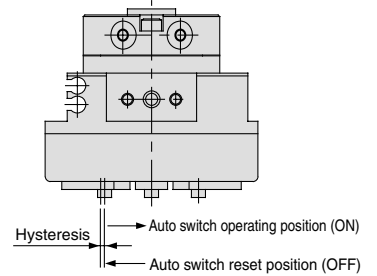 Auto switch operating position (ON)
Hysteresis
Auto switch reset position (OFF)